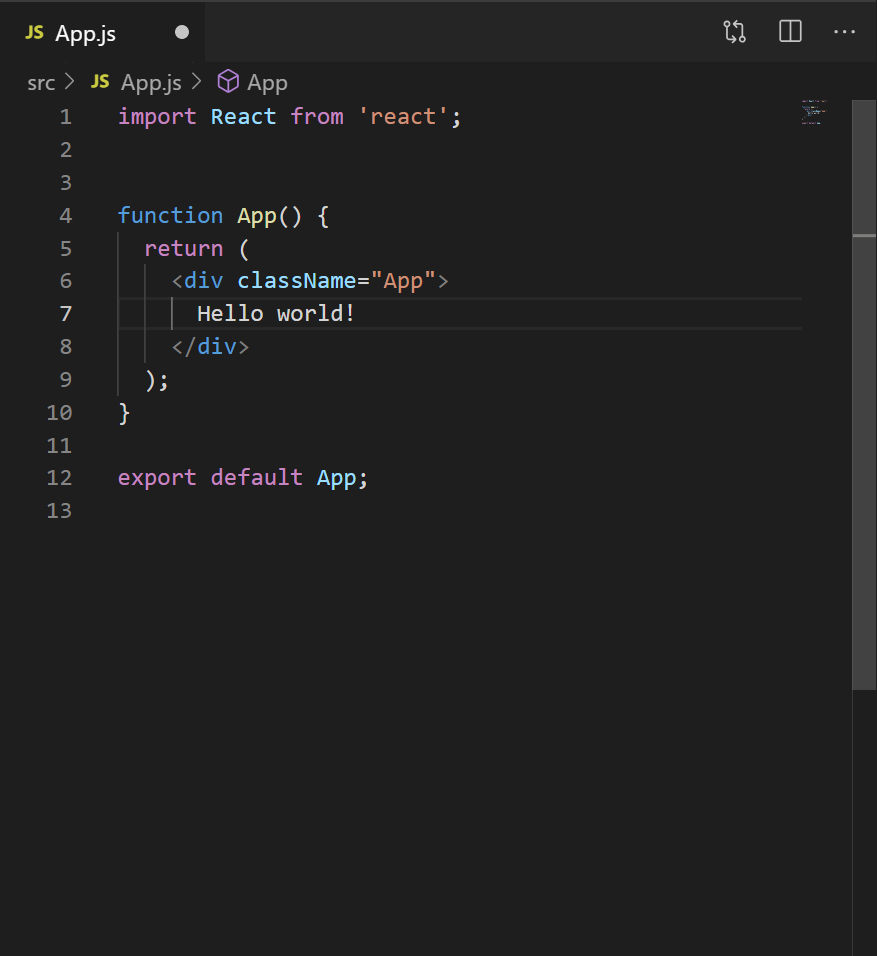 JS App.js
src > JS App.js > App
1 import React from 'react';
2
3
4 function App() {
5   return (
6     <div className="App">
7       Hello world!
8     </div>
9   );
10 }
11
12 export default App;
13